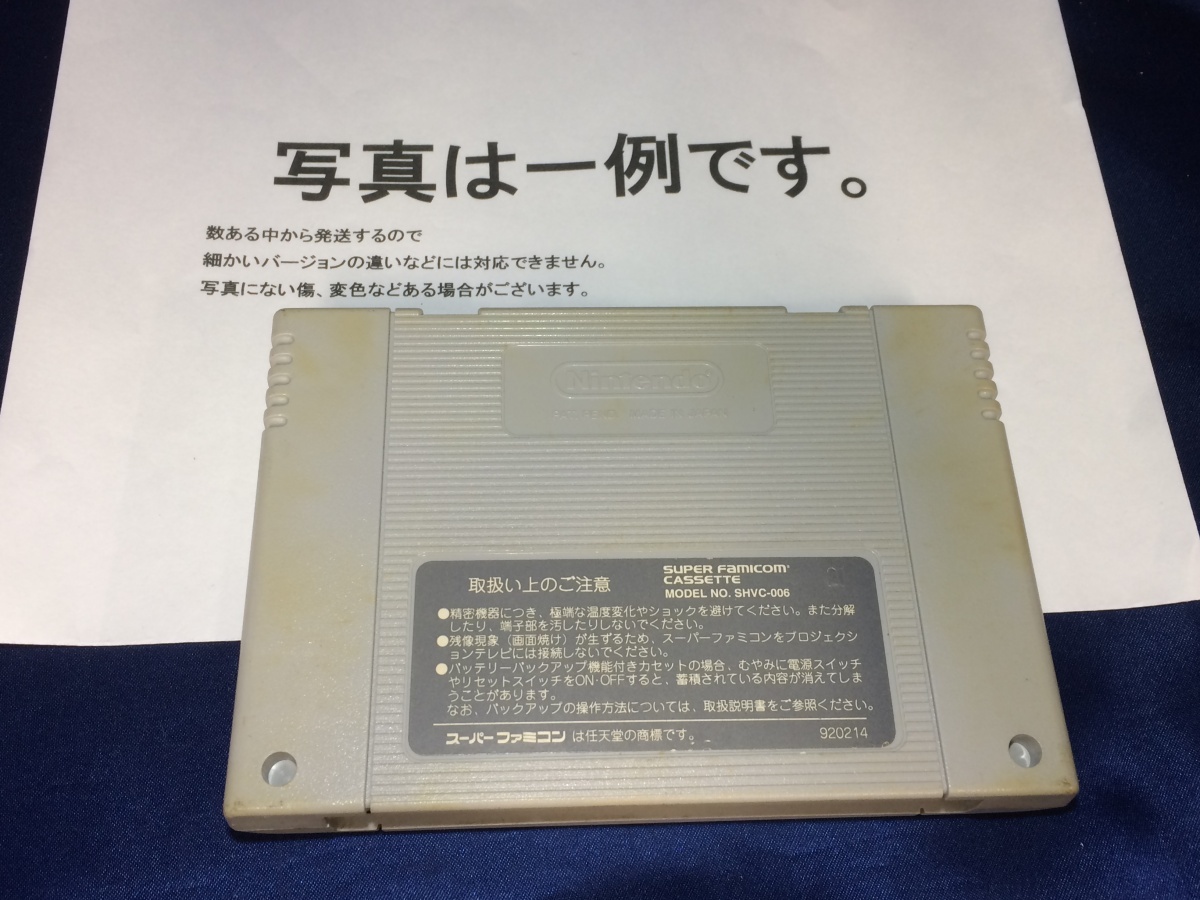 写真は一例です。
数ある中から発送するので
細かいバージョンの違いなどには対応できません。
写真にない傷、変色などある場合がございます。
Nintendo
PAT. PEND. MADE IN JAPAN
取扱い上のご注意
SUPER FAMICOM
CASSETTE
MODEL NO. SHVC-006
●精密機器につき、極端な温度変化やショックを避けてください。また分解
したり、端子部を汚したりしないでください。
●残像現象（画面焼け）が生ずるため、スーパーファミコンをプロジェクシ
ョンテレビには接続しないでください。
●バッテリーバックアップ機能付きカセットの場合、むやみに電源スイッチ
やリセットスイッチをON・OFFすると、蓄積されている内容が消えてしま
うことがあります。
なお、バックアップの操作方法については、取扱説明書をご参照ください。
スーパーファミコンは任天堂の商標です。
920214